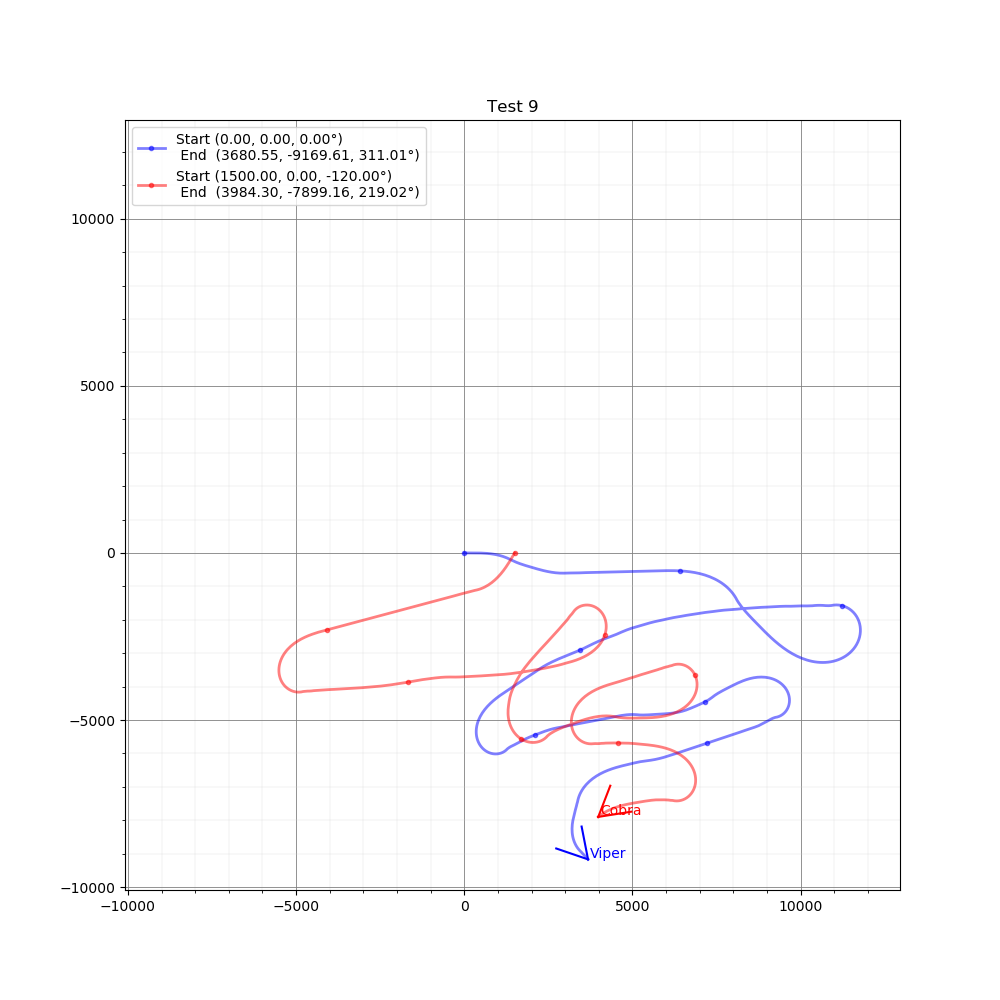 Test 9
Start (0.00, 0.00, 0.00°)
End (3680.55, -9169.61, 311.01°)
Start (1500.00, 0.00, -120.00°)
End (3984.30, -7899.16, 219.02°)
10000
5000
0
−5000
−10000
Cobra
Viper
−10000 −5000 0 5000 10000